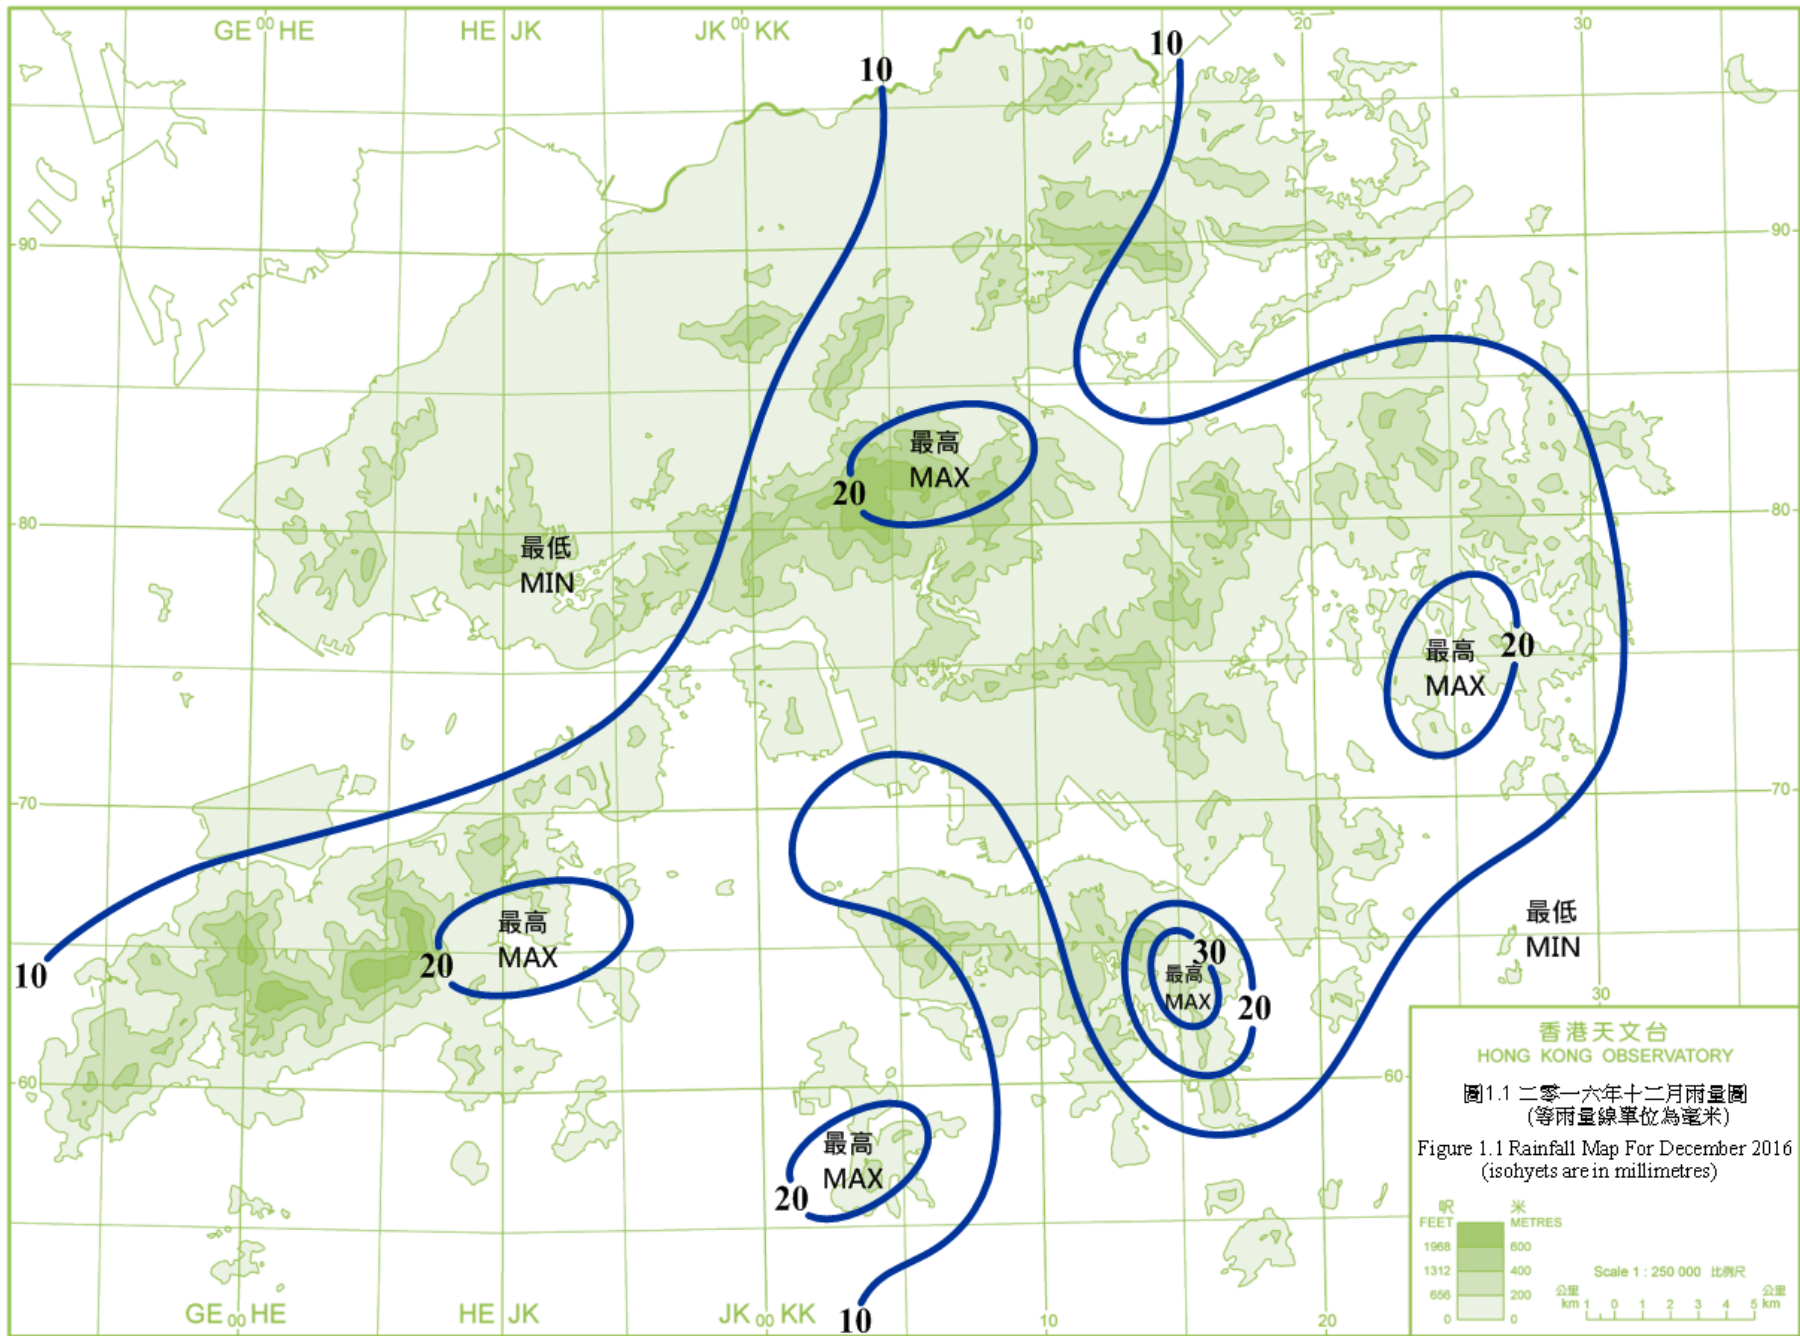 GE 00 HE
HE JK
JK 00 KK
10
20
30
10
10
90
90
最高
MAX
20
最低
MIN
80
80
最高
MAX
20
70
70
最高
MAX
20
10
最低
MIN
30
最高
MAX
20
30
60
60
最高
MAX
20
10
GE 00 HE
HE JK
JK 00 KK
10
20
香港天文台
HONG KONG OBSERVATORY
圖1.1 二零一六年十二月雨量圖
(等雨量線單位為毫米)
Figure 1.1 Rainfall Map For December 2016
(isohyets are in millimetres)
呎 米
FEET METRES
1968 600
1312 400
656 200
0 0
Scale 1 : 250 000 比例尺
公里 公里
km 1 0 1 2 3 4 5 km